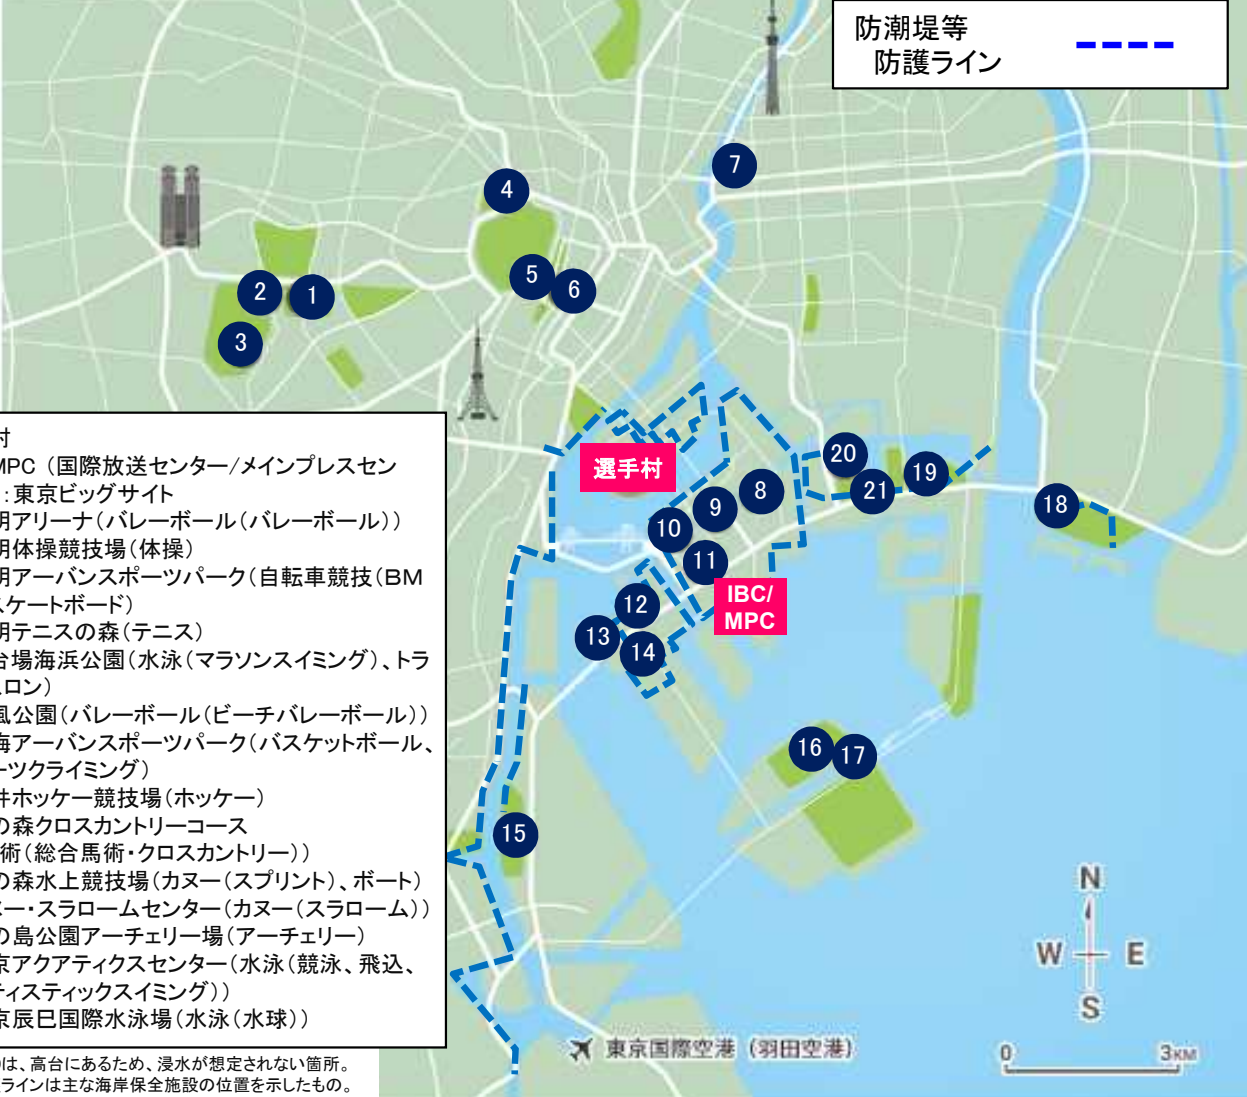 防潮堤等
防護ライン
7
4
5
6
2
1
3
選手村
20
19
21
8
9
18
10
11
IBC/
MPC
12
13
14
16
17
15
村
MPC（国際放送センター/メインプレスセン
：東京ビッグサイト
明アリーナ（バレーボール（バレーボール））
明体操競技場（体操）
明アーバンスポーツパーク（自転車競技（BM
スケートボード）
明テニスの森（テニス）
台場海浜公園（水泳（マラソンスイミング）、トラ
スロン）
風公園（バレーボール（ビーチバレーボール））
海アーバンスポーツパーク（バスケットボール、
ーツクライミング）
井ホッケー競技場（ホッケー）
の森クロスカントリーコース
術（総合馬術・クロスカントリー））
の森水上競技場（カヌー（スプリント）、ボート）
ヌー・スラロームセンター（カヌー（スラローム））
の島公園アーチェリー場（アーチェリー）
京アクアティクスセンター（水泳（競泳、飛込、
ティスティックスイミング））
京辰巳国際水泳場（水泳（水球））
は、高台にあるため、浸水が想定されない箇所。
ラインは主な海岸保全施設の位置を示したもの。
N
W E
S
東京国際空港（羽田空港）
0 3KM